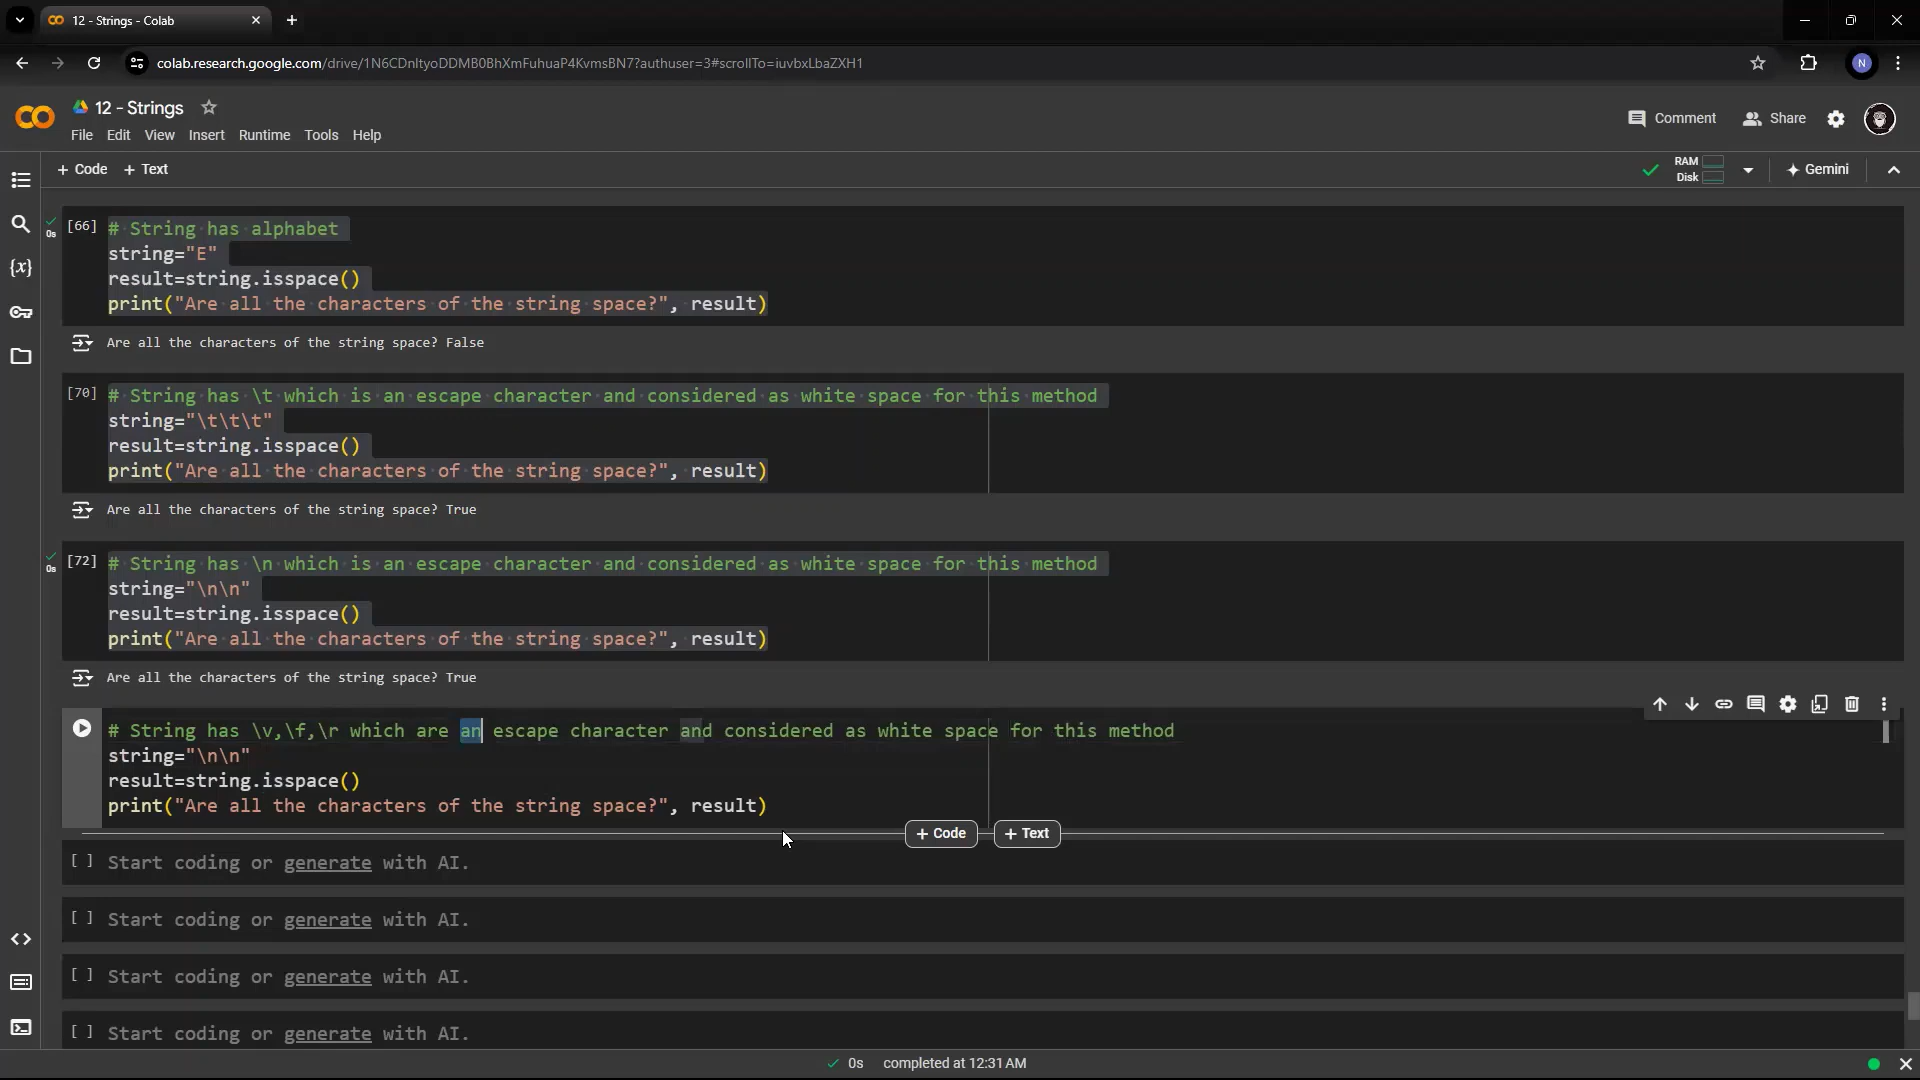 12 - Strings - Colab
colab.research.google.com/drive/1N6CDnItyoDDMB0BhXmFuhuaP4KvmsBN7?authuser=3#scrollTo=iuvbxLbaZXH1
N
12 - Strings
File Edit View Insert Runtime Tools Help
Comment
Share
+ Code + Text
RAM
Disk
Gemini
{x}
0s
[66]
# String has alphabet
string="E"
result=string.isspace()
print("Are all the characters of the string space?", result)
Are all the characters of the string space? False
[70]
# String has \t which is an escape character and considered as white space for this method
string="\t\t\t"
result=string.isspace()
print("Are all the characters of the string space?", result)
Are all the characters of the string space? True
0s
[72]
# String has \n which is an escape character and considered as white space for this method
string="\n\n"
result=string.isspace()
print("Are all the characters of the string space?", result)
Are all the characters of the string space? True
# String has \v,\f,\r which are an escape character and considered as white space for this method
string="\n\n"
result=string.isspace()
print("Are all the characters of the string space?", result)
+ Code + Text
[ ] Start coding or generate with AI.
[ ] Start coding or generate with AI.
[ ] Start coding or generate with AI.
[ ] Start coding or generate with AI.
0s completed at 12:31 AM